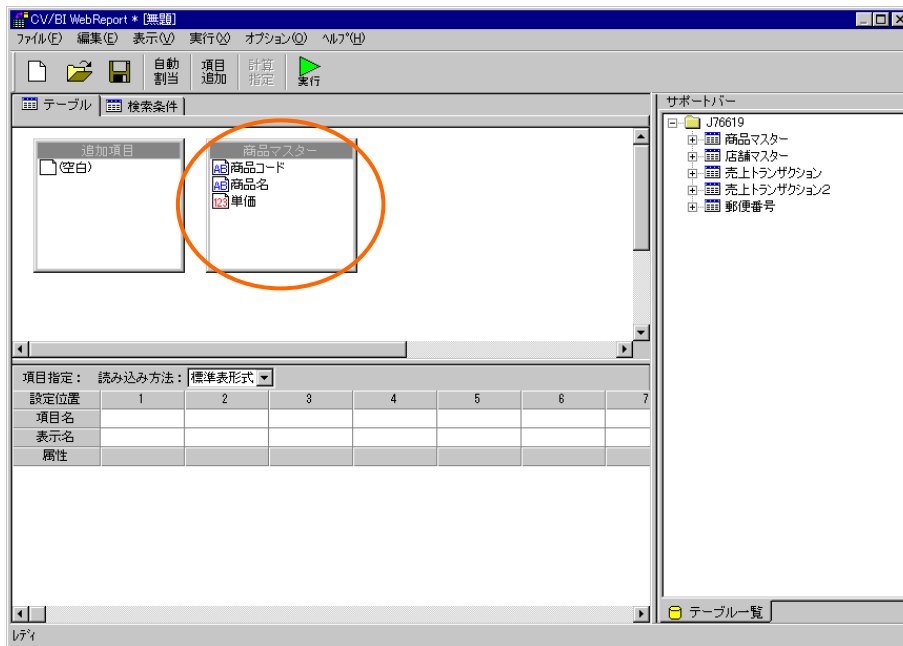 CV/BI WebReport * [無題]
ファイル(F) 編集(E) 表示(V) 実行(X) オプション(O) ヘルプ(H)
自動割当 項目追加 計算指定 実行
テーブル 検索条件
サポートバー
追加項目
(空白)
商品マスター
AB 商品コード
AB 商品名
123 単価
J76619
商品マスター
店舗マスター
売上トランザクション
売上トランザクション2
郵便番号
項目指定： 読み込み方法： 標準表形式
設定位置 1 2 3 4 5 6 7
項目名
表示名
属性
テーブル一覧
レディ